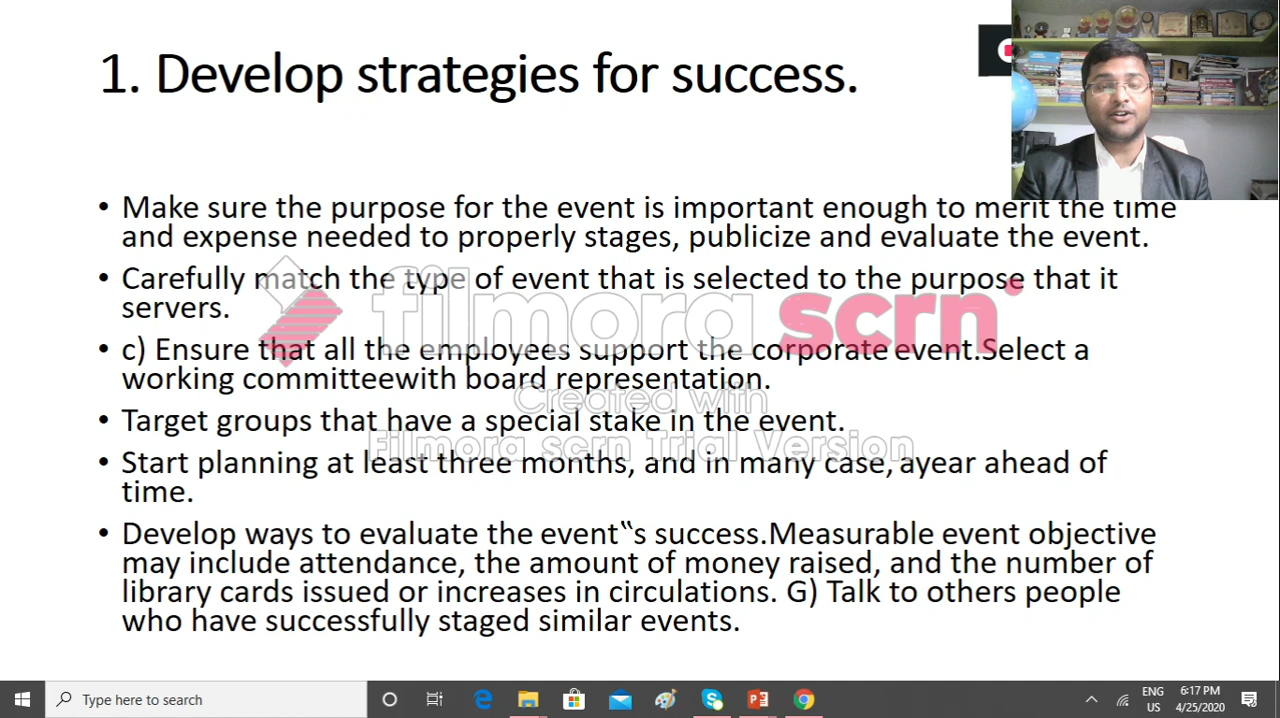 1. Develop strategies for success.
• Make sure the purpose for the event is important enough to merit the time
and expense needed to properly stages, publicize and evaluate the event.
• Carefully match the type of event that is selected to the purpose that it
servers.
• c) Ensure that all the employees support the corporate event.Select a
working committeewith board representation.
• Target groups that have a special stake in the event.
• Start planning at least three months, and in many case, ayear ahead of
time.
• Develop ways to evaluate the event‟s success.Measurable event objective
may include attendance, the amount of money raised, and the number of
library cards issued or increases in circulations. G) Talk to others people
who have successfully staged similar events.
filmora scrn
Created with
Filmora scrn Trial Version
Type here to search
ENG
US
6:17 PM
4/25/2020